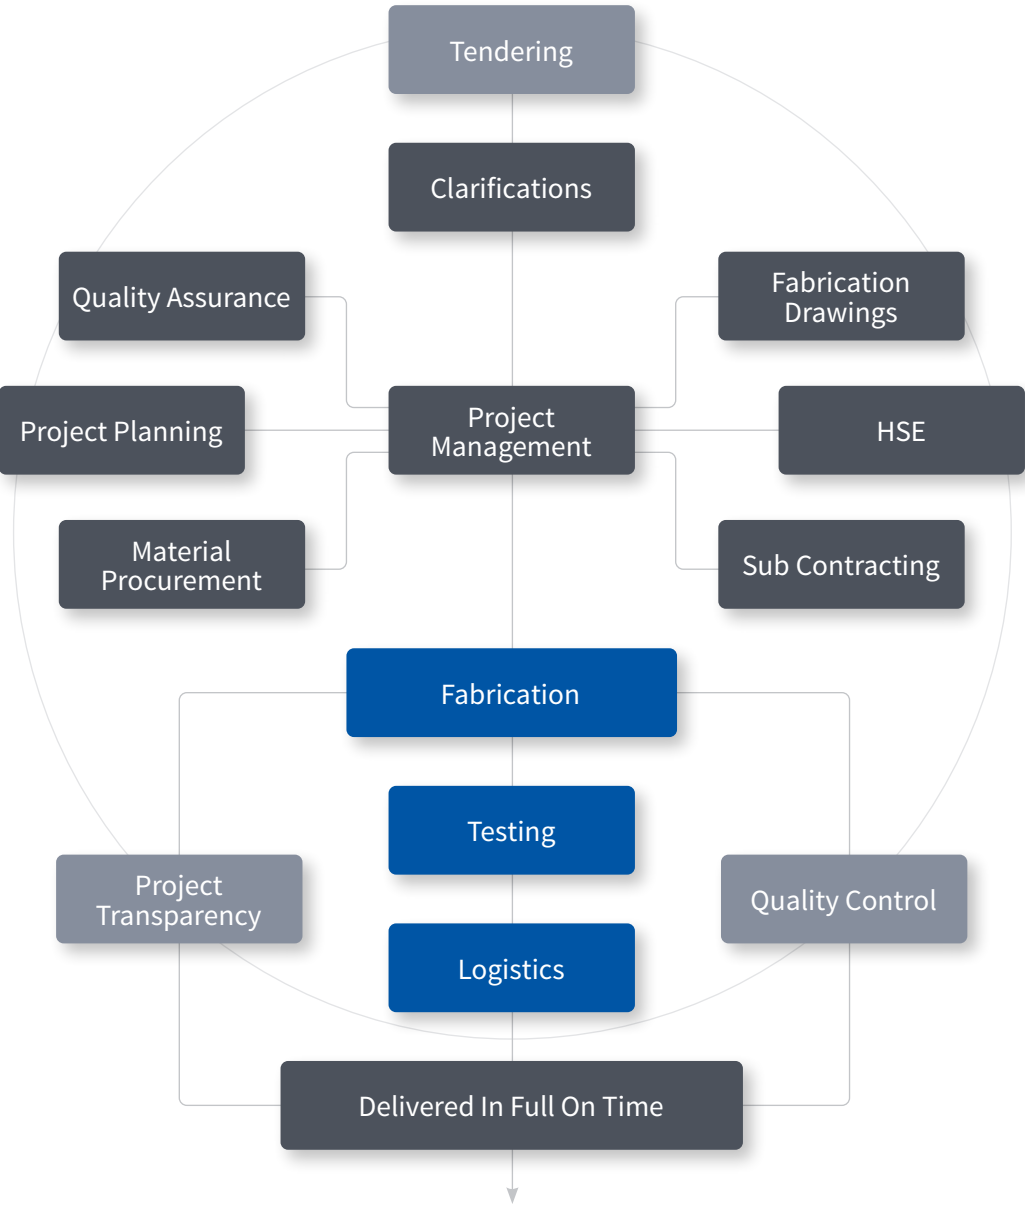 Tendering
Clarifications
Quality Assurance
Fabrication
Drawings
Project Planning
Project
Management
HSE
Material
Procurement
Sub Contracting
Fabrication
Testing
Project
Transparency
Quality Control
Logistics
Delivered In Full On Time